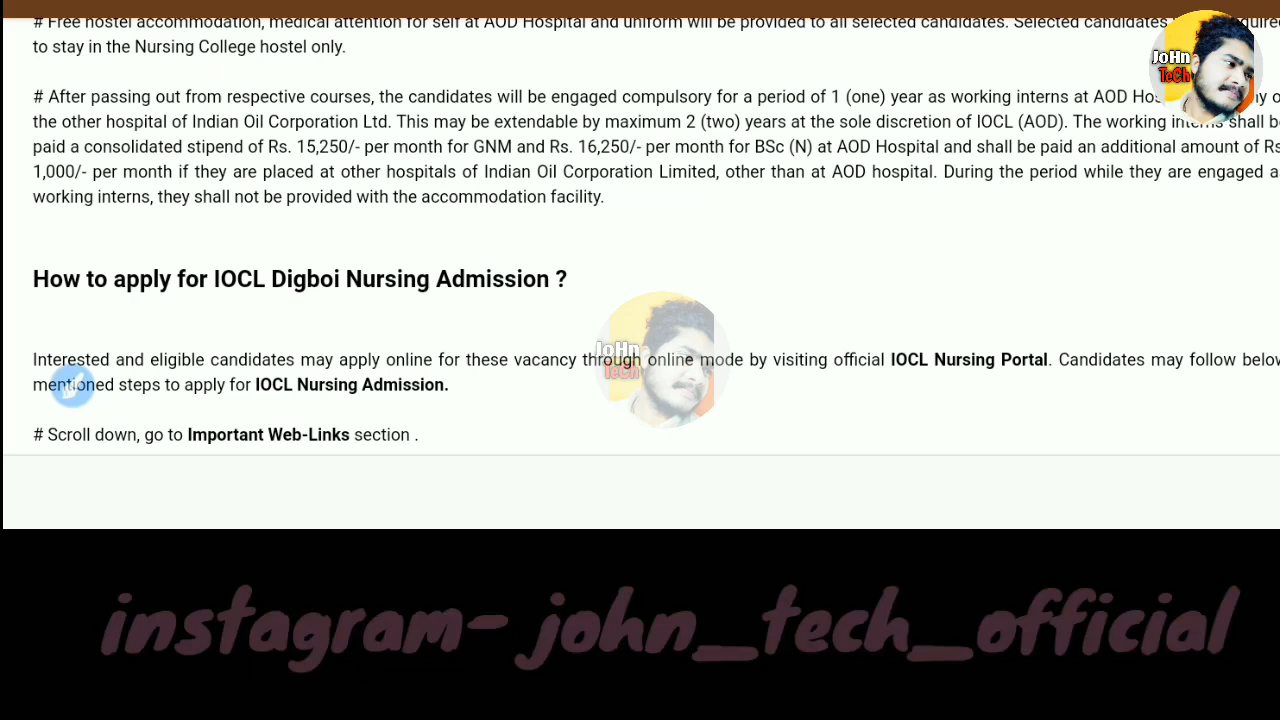 # Free hostel accommodation, medical attention for self at AOD Hospital and uniform will be provided to all selected candidates. Selected candidates
to stay in the Nursing College hostel only.
JoHn
TeCh
# After passing out from respective courses, the candidates will be engaged compulsory for a period of 1 (one) year as working interns at AOD
the other hospital of Indian Oil Corporation Ltd. This may be extendable by maximum 2 (two) years at the sole discretion of IOCL (AOD). The working interns shall
paid a consolidated stipend of Rs. 15,250/- per month for GNM and Rs. 16,250/- per month for BSc (N) at AOD Hospital and shall be paid an additional amount of Rs
1,000/- per month if they are placed at other hospitals of Indian Oil Corporation Limited, other than at AOD hospital. During the period while they are engaged
working interns, they shall not be provided with the accommodation facility.
How to apply for IOCL Digboi Nursing Admission ?
JoHn
TeCh
Interested and eligible candidates may apply online for these vacancy through online mode by visiting official IOCL Nursing Portal. Candidates may follow below
mentioned steps to apply for IOCL Nursing Admission.
# Scroll down, go to Important Web-Links section .
instagram- john_tech_official